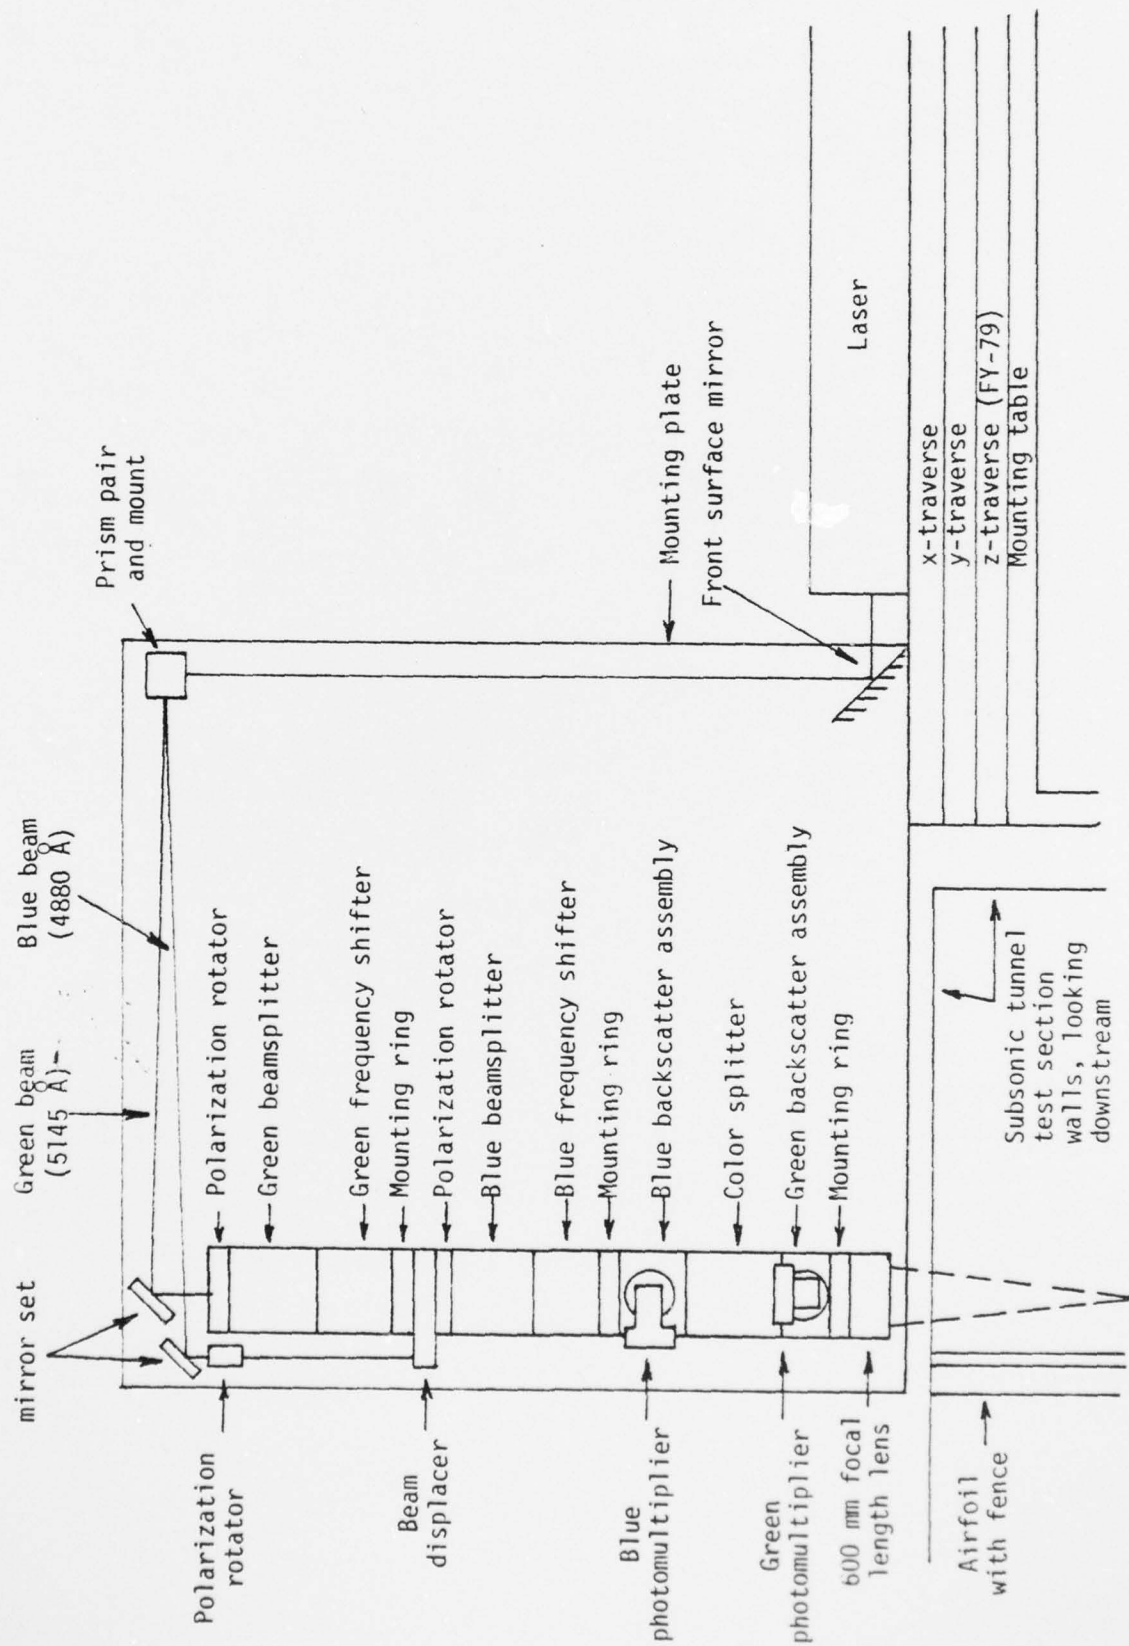 mirror set
Green beam
(5145 Å)
Blue beam
(4880 Å)
Prism pair
and mount
Polarization
rotator
Beam
displacer
Blue
photomultiplier
Green
photomultiplier
600 mm focal
length lens
Airfoil
with fence
Polarization rotator
Green beamsplitter
Green frequency shifter
Mounting ring
Polarization rotator
Blue beamsplitter
Blue frequency shifter
Mounting ring
Blue backscatter assembly
Color splitter
Green backscatter assembly
Mounting ring
Subsonic tunnel
test section
walls, looking
downstream
Mounting plate
Front surface mirror
Laser
x-traverse
y-traverse
z-traverse (FY-79)
Mounting table